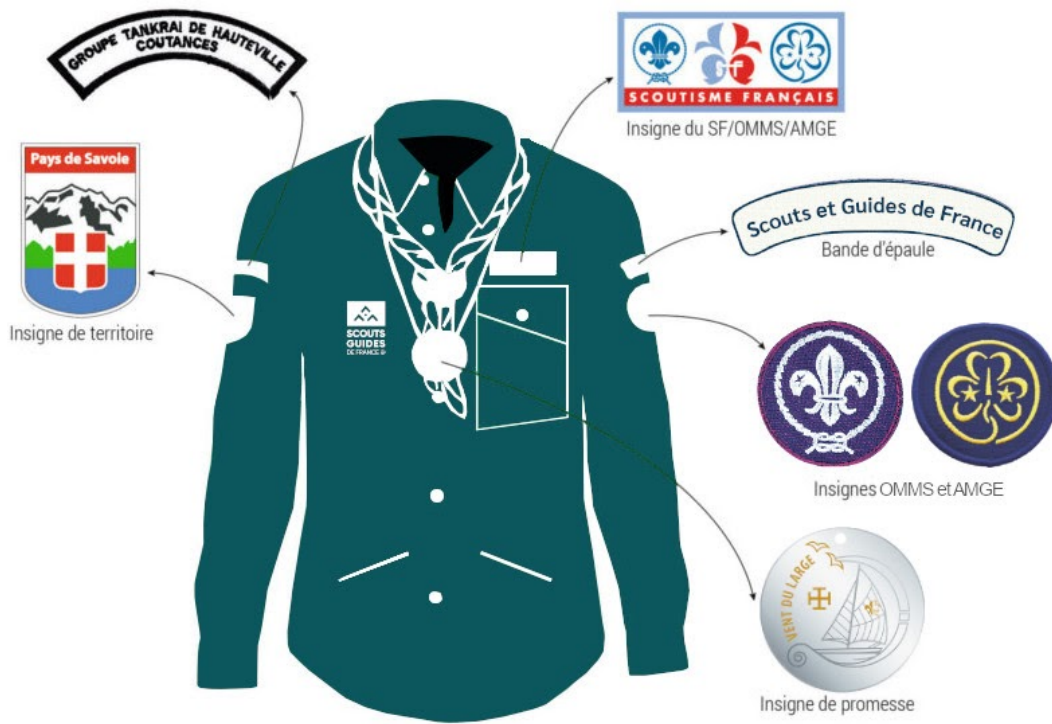 GROUPE TANKRAI DE HAUTEVILLE
COUTANCES
SCOUTISME FRANÇAIS
Insigne du SF/OMMS/AMGE
Pays de Savoie
Insigne de territoire
Scouts et Guides de France
Bande d'épaule
SCOUTS
GUIDES
DE FRANCE
Insignes OMMS et AMGE
VENT DU LARGE
Insigne de promesse